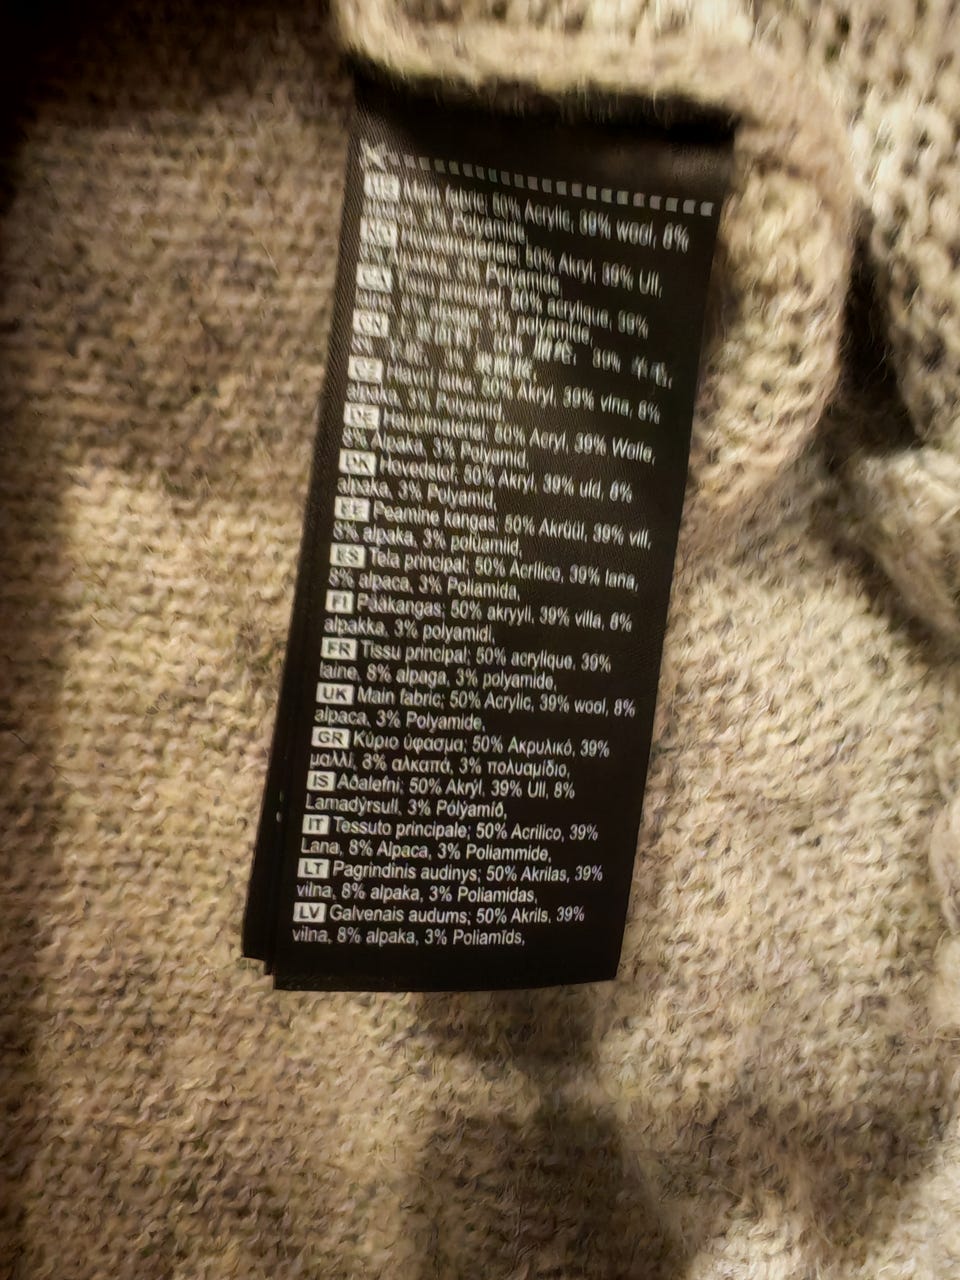 US Main fabric; 50% Acrylic, 39% wool, 8%
3% Polyamide,
NO 50% Akryl, 39% Ull,
3% Polyamide,
50% acrylique, 39%
3% polyamide,
CN 50% 39%
CZ 50% Akryl, 39% vlna, 8%
alpaka, 3% Polyamid,
DE Hauptmaterial; 50% Acryl, 39% Wolle,
8% Alpaka, 3% Polyamid,
DK Hovedstof; 50% Akryl, 39% uld, 8%
alpaka, 3% Polyamid,
EE Peamine kangas; 50% Akrüül, 39% vill,
8% alpaka, 3% polüamiid,
ES Tela principal; 50% Acrílico, 39% lana,
8% alpaca, 3% Poliamida,
FI Pääkangas; 50% akryyli, 39% villa, 8%
alpakka, 3% polyamidi,
FR Tissu principal; 50% acrylique, 39%
laine, 8% alpaga, 3% polyamide,
UK Main fabric; 50% Acrylic, 39% wool, 8%
alpaca, 3% Polyamide,
GR Κύριο ύφασμα; 50% Ακρυλικό, 39%
μαλλί, 8% αλκαπά, 3% πολυαμίδιο,
IS Aðalefni; 50% Akrýl, 39% Ull, 8%
Lamadýrsull, 3% Pólýamíð,
IT Tessuto principale; 50% Acrilico, 39%
Lana, 8% Alpaca, 3% Poliammide,
LT Pagrindinis audinys; 50% Akrilas, 39%
vilna, 8% alpaka, 3% Poliamidas,
LV Galvenais audums; 50% Akrils, 39%
vilna, 8% alpaka, 3% Poliamīds,